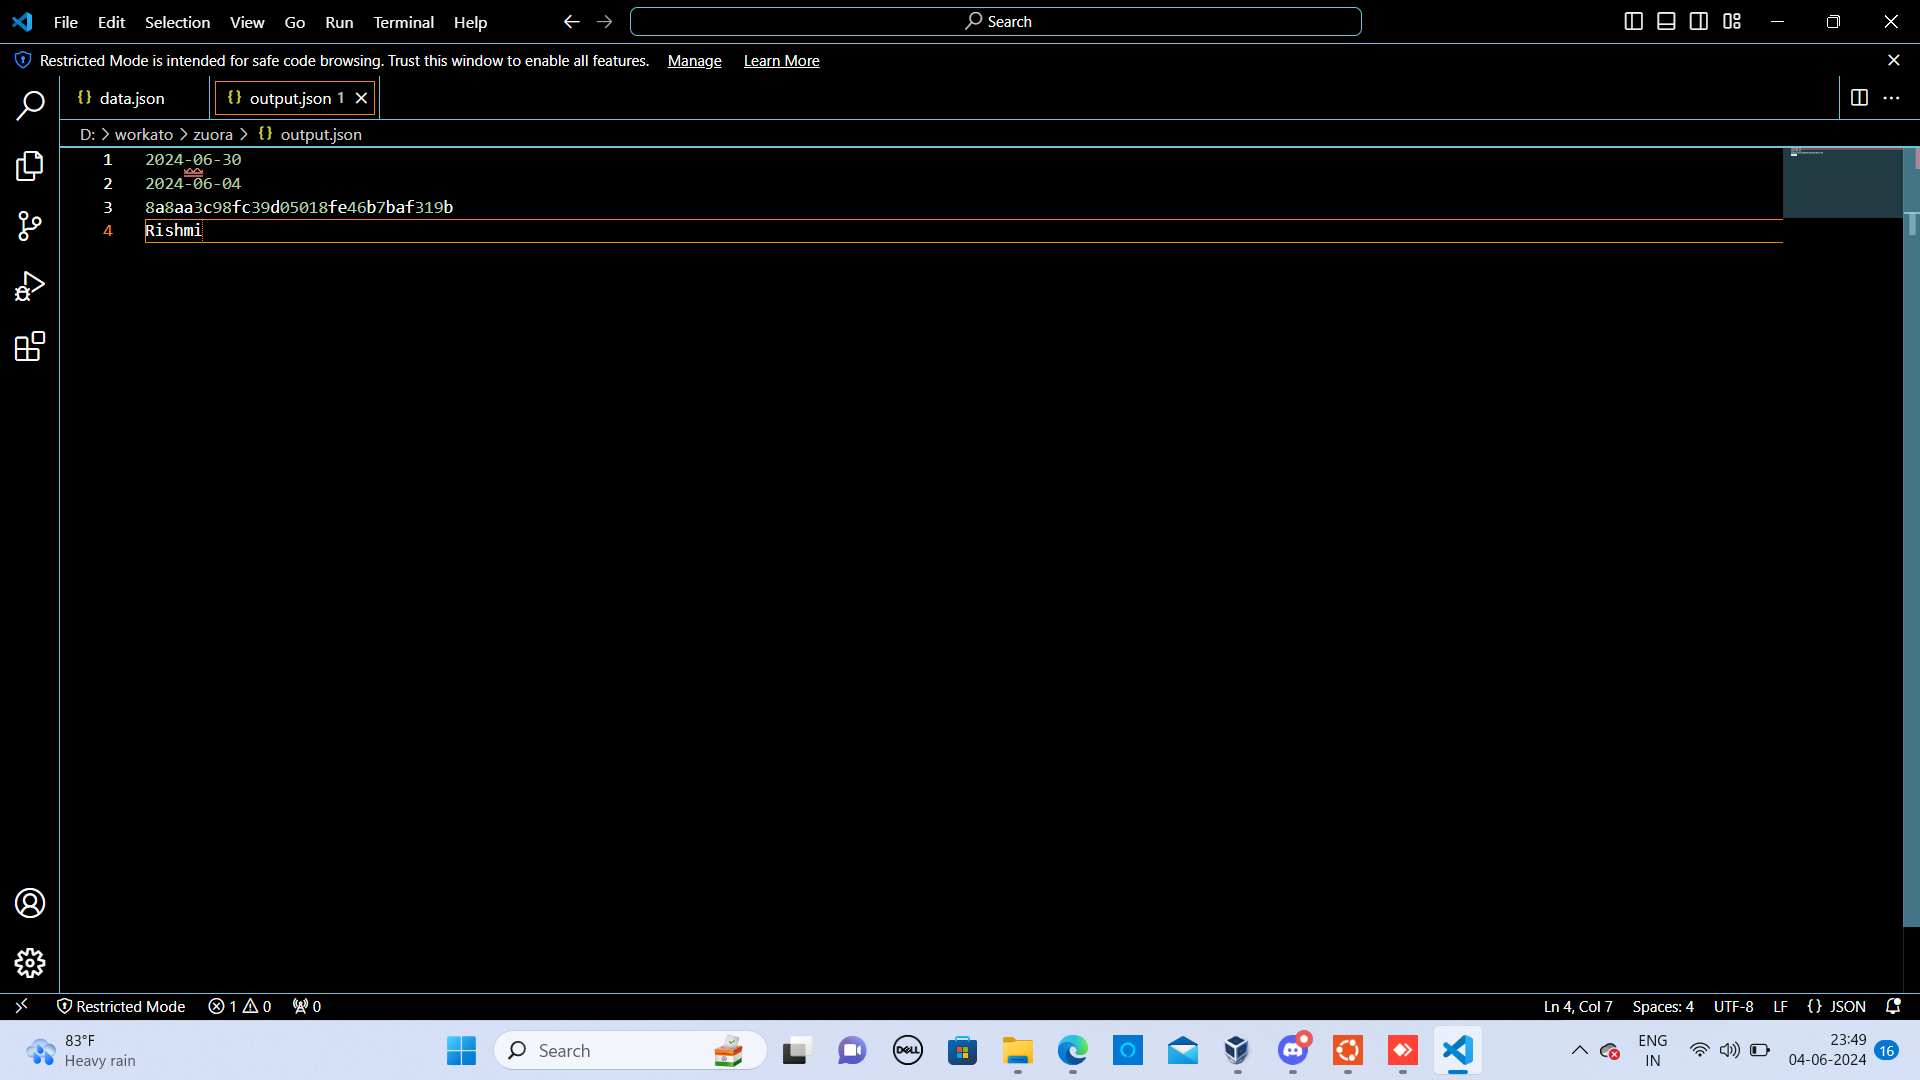 File Edit Selection View Go Run Terminal Help Search
Restricted Mode is intended for safe code browsing. Trust this window to enable all features. Manage Learn More
data.json output.json 1
D: > workato > zuora > {} output.json
1 2024-06-30
2 2024-06-04
3 8a8aa3c98fc39d05018fe46b7baf319b
4 Rishmi
Restricted Mode 1 0 0 Ln 4, Col 7 Spaces: 4 UTF-8 LF {} JSON
83°F
Heavy rain
Search
DELL
ENG
IN
23:49
04-06-2024
16